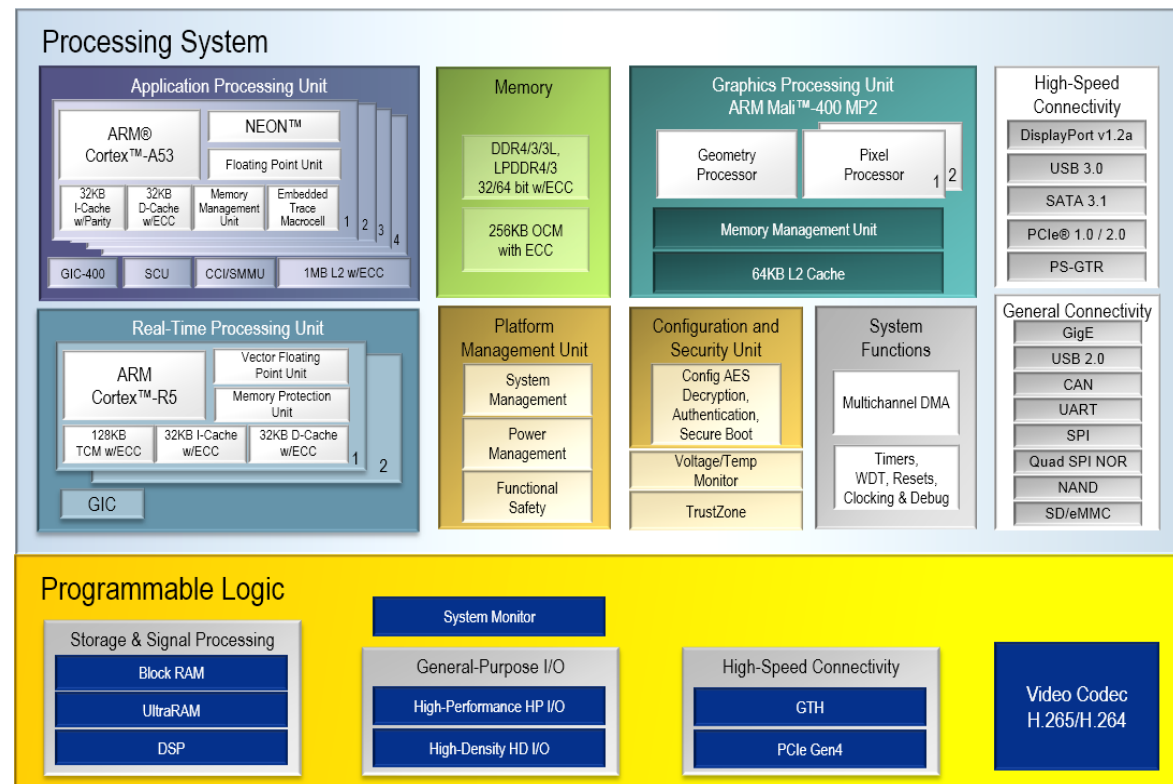 Processing System
Application Processing Unit
ARM®
Cortex™-A53
NEON™
Floating Point Unit
32KB
I-Cache
w/Parity
32KB
D-Cache
w/ECC
Memory
Management
Unit
Embedded
Trace
Macrocell
1
2
3
4
GIC-400
SCU
CCI/SMMU
1MB L2 w/ECC
Memory
DDR4/3/3L,
LPDDR4/3
32/64 bit w/ECC
256KB OCM
with ECC
Graphics Processing Unit
ARM Mali™-400 MP2
Geometry
Processor
Pixel
Processor
1
2
Memory Management Unit
64KB L2 Cache
High-Speed
Connectivity
DisplayPort v1.2a
USB 3.0
SATA 3.1
PCIe® 1.0 / 2.0
PS-GTR
Real-Time Processing Unit
ARM
Cortex™-R5
Vector Floating
Point Unit
Memory Protection
Unit
128KB
TCM w/ECC
32KB I-Cache
w/ECC
32KB D-Cache
w/ECC
1
2
GIC
Platform
Management Unit
System
Management
Power
Management
Functional
Safety
Configuration and
Security Unit
Config AES
Decryption,
Authentication,
Secure Boot
Voltage/Temp
Monitor
TrustZone
System
Functions
Multichannel DMA
Timers,
WDT, Resets,
Clocking & Debug
General Connectivity
GigE
USB 2.0
CAN
UART
SPI
Quad SPI NOR
NAND
SD/eMMC
Programmable Logic
Storage & Signal Processing
Block RAM
UltraRAM
DSP
System Monitor
General-Purpose I/O
High-Performance HP I/O
High-Density HD I/O
High-Speed Connectivity
GTH
PCIe Gen4
Video Codec
H.265/H.264